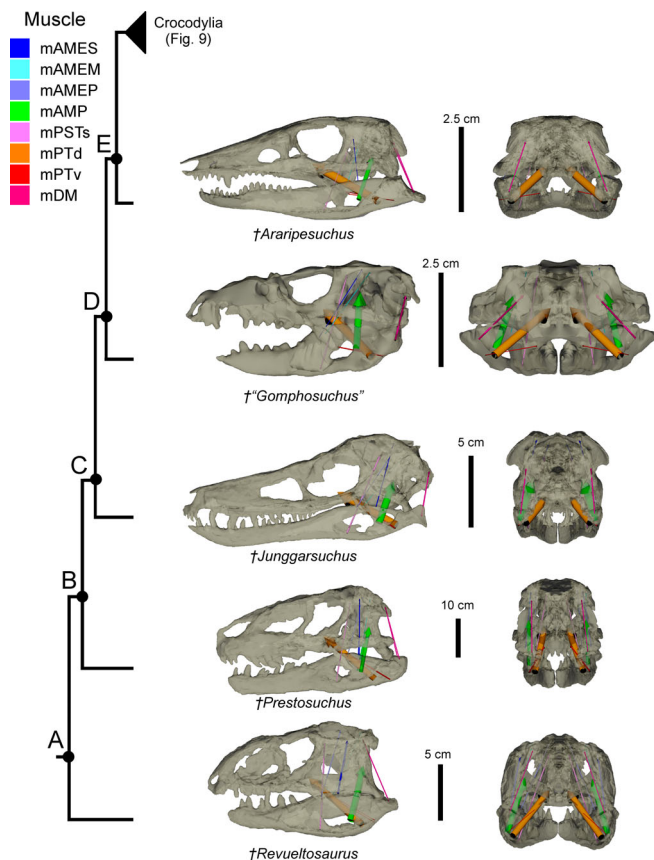 Muscle
mAMES
mAMEM
mAMEP
mAMP
mPSTs
mPTd
mPTv
mDM
Crocodylia
(Fig. 9)
E
2.5 cm
†Araripesuchus
D
2.5 cm
†“Gomphosuchus”
C
5 cm
†Junggarsuchus
B
10 cm
†Prestosuchus
A
5 cm
†Revueltosaurus